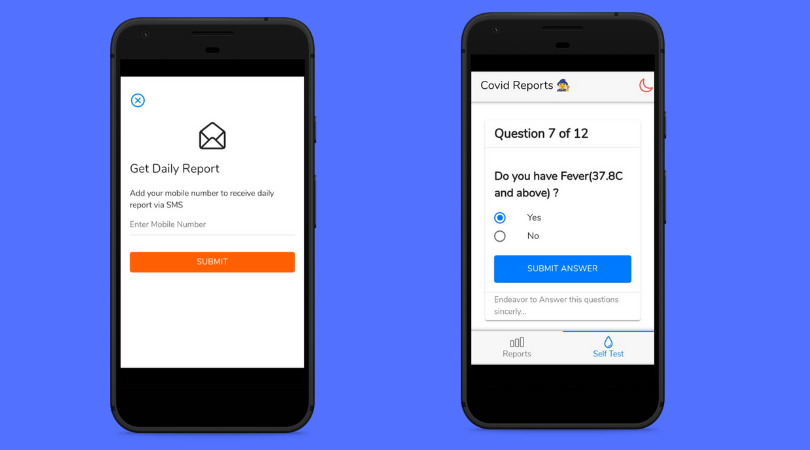 Get Daily Report
Add your mobile number to receive daily
report via SMS
Enter Mobile Number
SUBMIT
Covid Reports
Question 7 of 12
Do you have Fever(37.8C
and above) ?
Yes
No
SUBMIT ANSWER
Endeavor to Answer this questions
sincerly...
Reports
Self Test